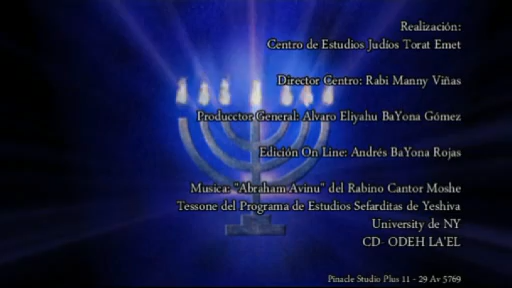 Realización:
Centro de Estudios Judíos Torat Emet
Director Centro: Rabi Manny Viñas
Producctor General: Alvaro Eliyahu BaYona Gómez
Edición On Line: Andrés BaYona Rojas
Musica: "Abraham Avinu" del Rabino Cantor Moshe
Tessone del Programa de Estudios Sefarditas de Yeshiva
University de NY
CD- ODEH LA'EL
Pinacle Studio Plus 11 - 29 Av 5769